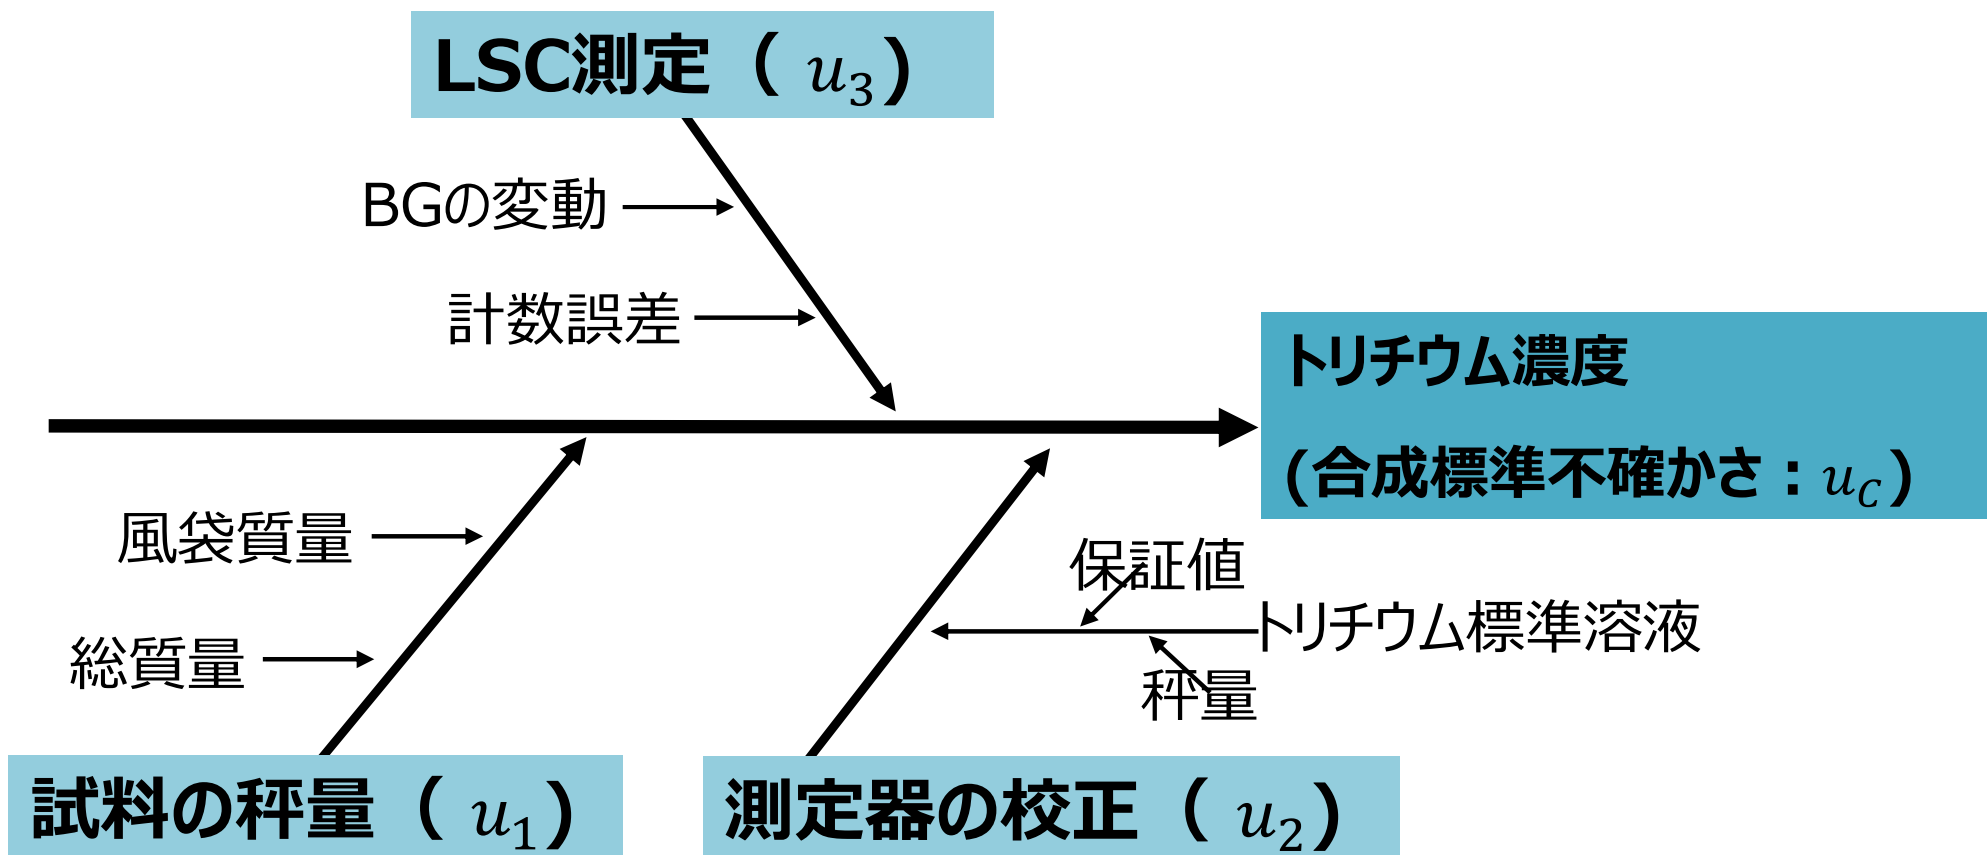 LSC測定（ u3）
BGの変動
計数誤差
トリチウム濃度
(合成標準不確かさ：uC)
風袋質量
保証値
トリチウム標準溶液
総質量
秤量
試料の秤量（ u1）
測定器の校正（ u2）